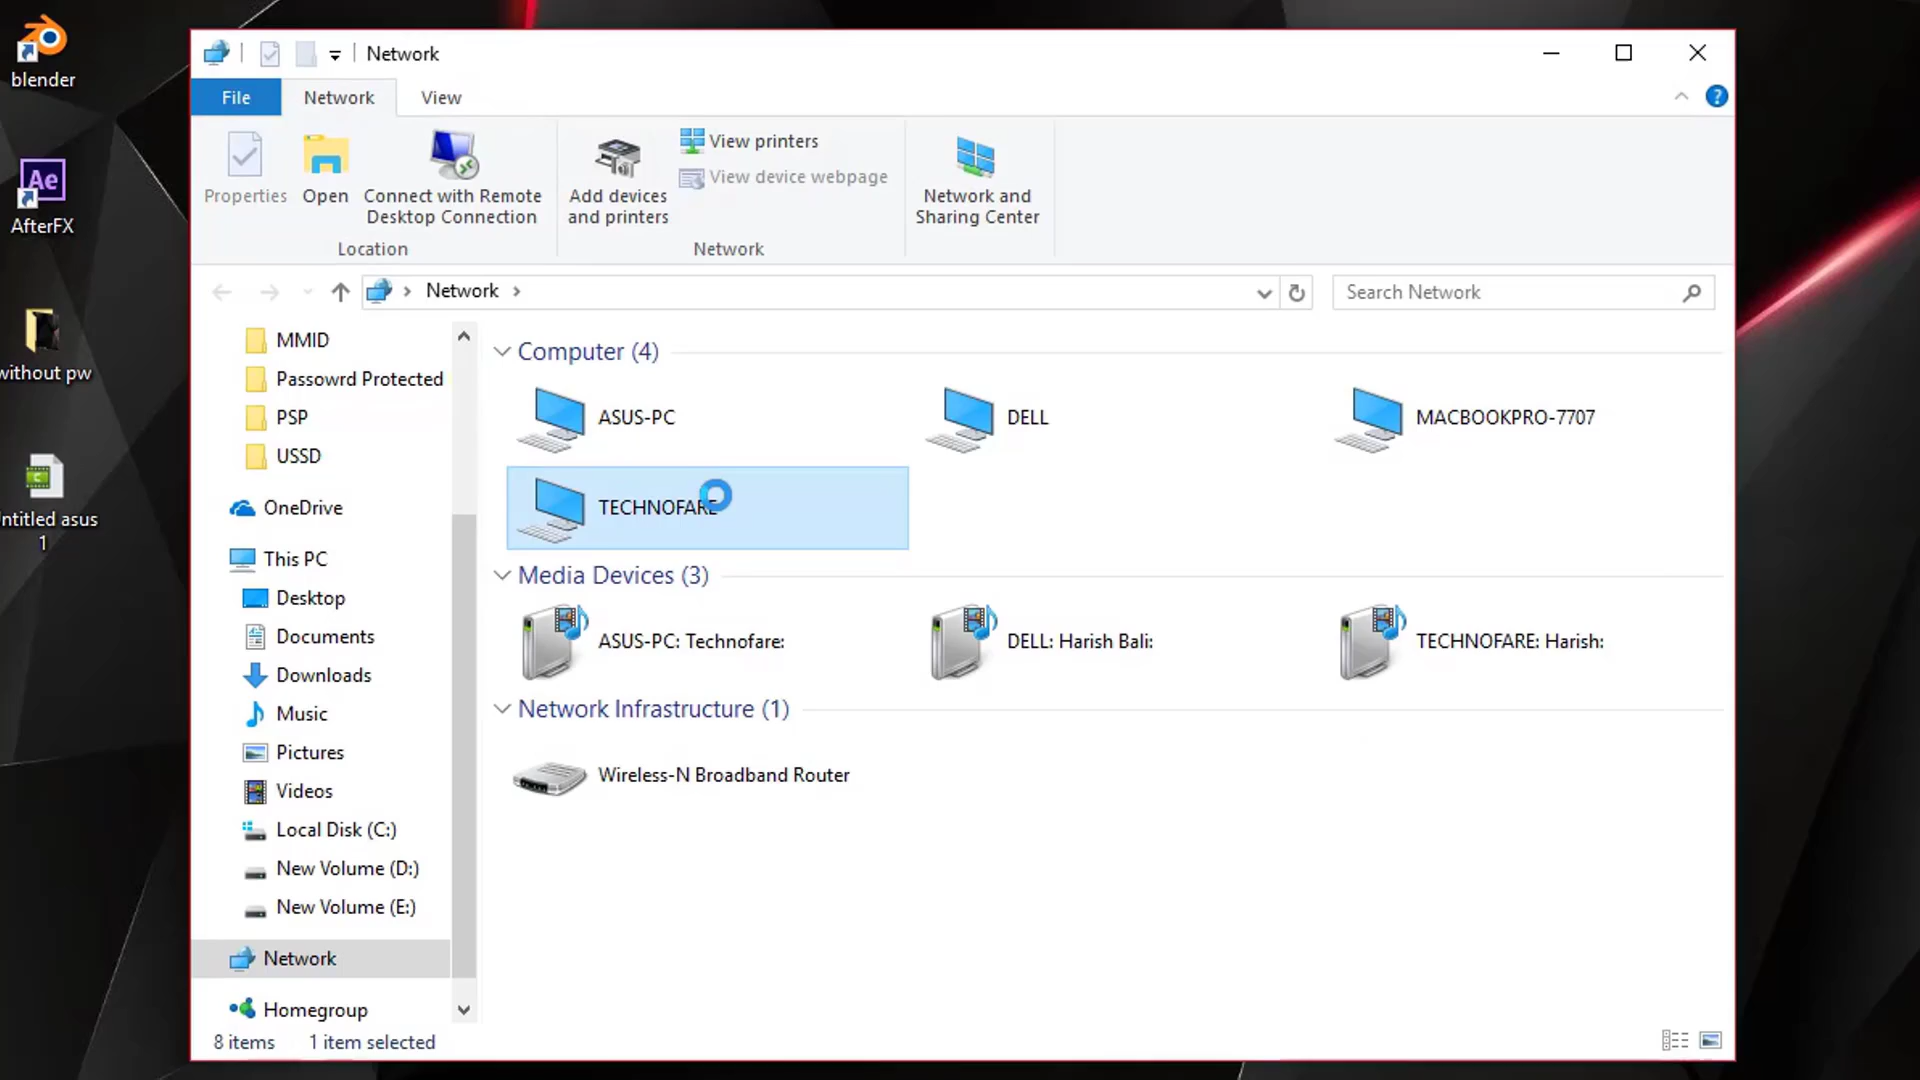 blender
AfterFX
without pw
ntitled asus
1
Network
File
Network
View
Properties
Open
Connect with Remote
Desktop Connection
Location
Add devices
and printers
View printers
View device webpage
Network
Network and
Sharing Center
Network
Search Network
MMID
Passowrd Protected
PSP
USSD
OneDrive
This PC
Desktop
Documents
Downloads
Music
Pictures
Videos
Local Disk (C:)
New Volume (D:)
New Volume (E:)
Network
Homegroup
Computer (4)
ASUS-PC
DELL
MACBOOKPRO-7707
TECHNOFARE
Media Devices (3)
ASUS-PC: Technofare:
DELL: Harish Bali:
TECHNOFARE: Harish:
Network Infrastructure (1)
Wireless-N Broadband Router
8 items
1 item selected
Ae
?